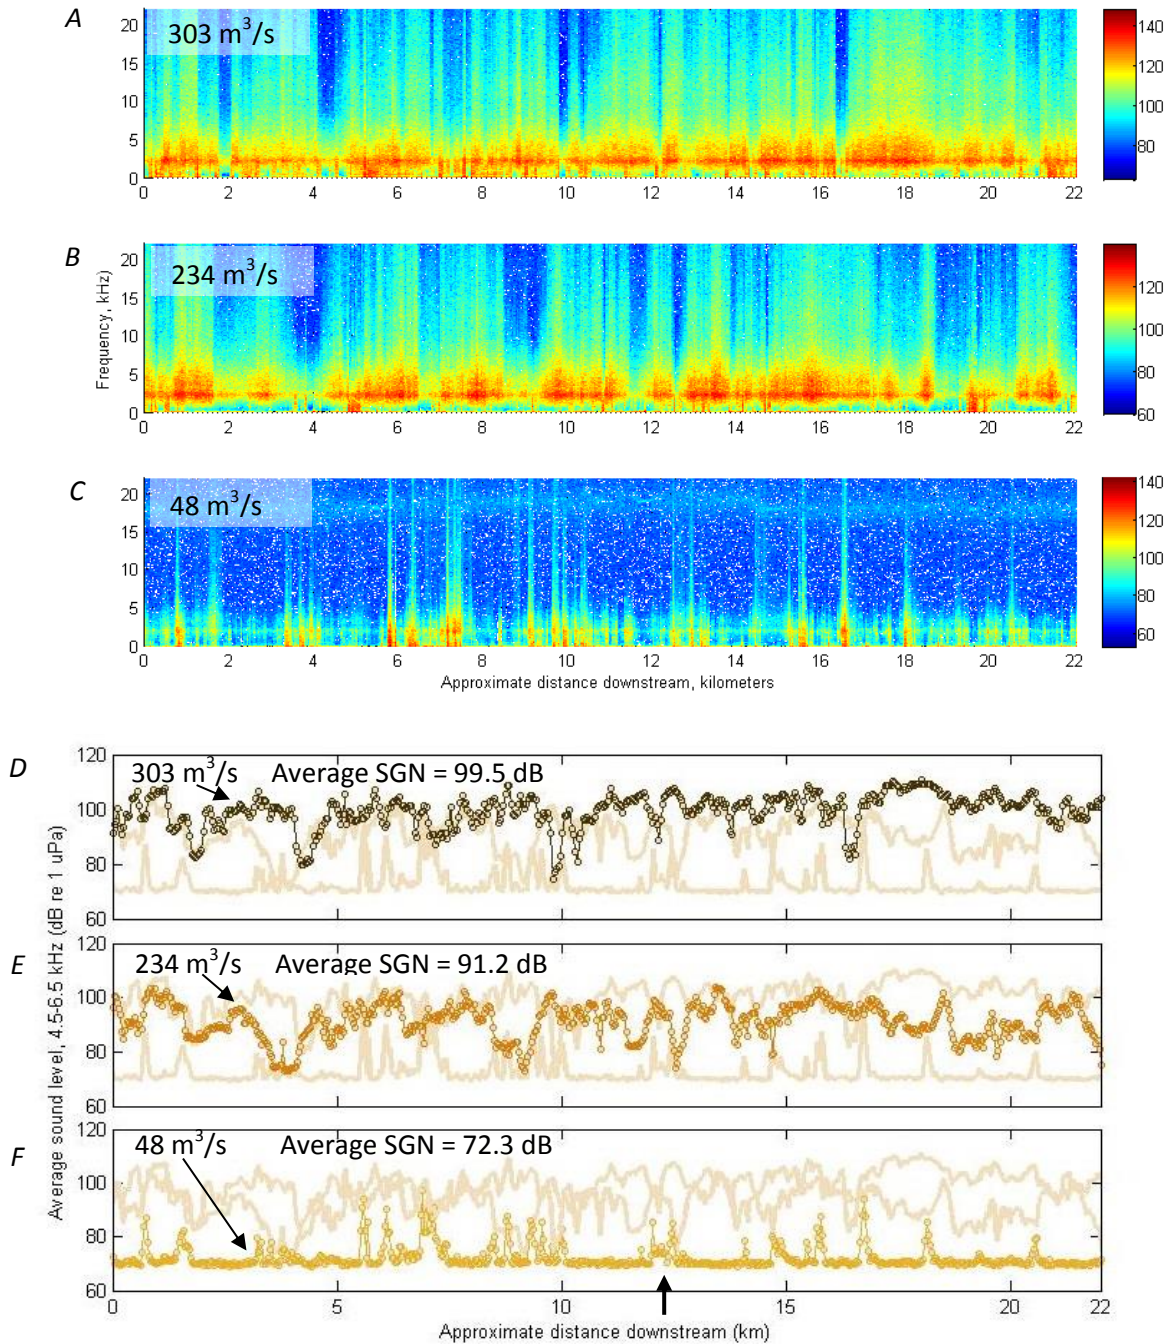 A
303 m³/s
20
15
10
5
0
0 2 4 6 8 10 12 14 16 18 20 22
140
120
100
80
B
234 m³/s
Frequency, kHz
20
15
10
5
0
0 2 4 6 8 10 12 14 16 18 20 22
120
100
80
60
C
48 m³/s
20
15
10
5
0
0 2 4 6 8 10 12 14 16 18 20 22
Approximate distance downstream, kilometers
140
120
100
80
60
Average sound level, 4.5-6.5 kHz (dB re 1 uPa)
D
303 m³/s Average SGN = 99.5 dB
120
100
80
60
E
234 m³/s Average SGN = 91.2 dB
120
100
80
60
F
48 m³/s Average SGN = 72.3 dB
120
100
80
60
0 5 10 15 20 22
Approximate distance downstream (km)